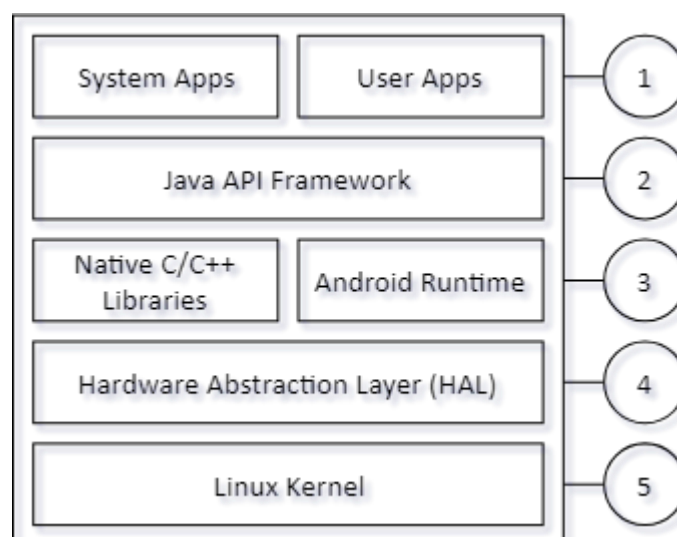 System Apps
User Apps
1
Java API Framework
2
Native C/C++
Libraries
Android Runtime
3
Hardware Abstraction Layer (HAL)
4
Linux Kernel
5